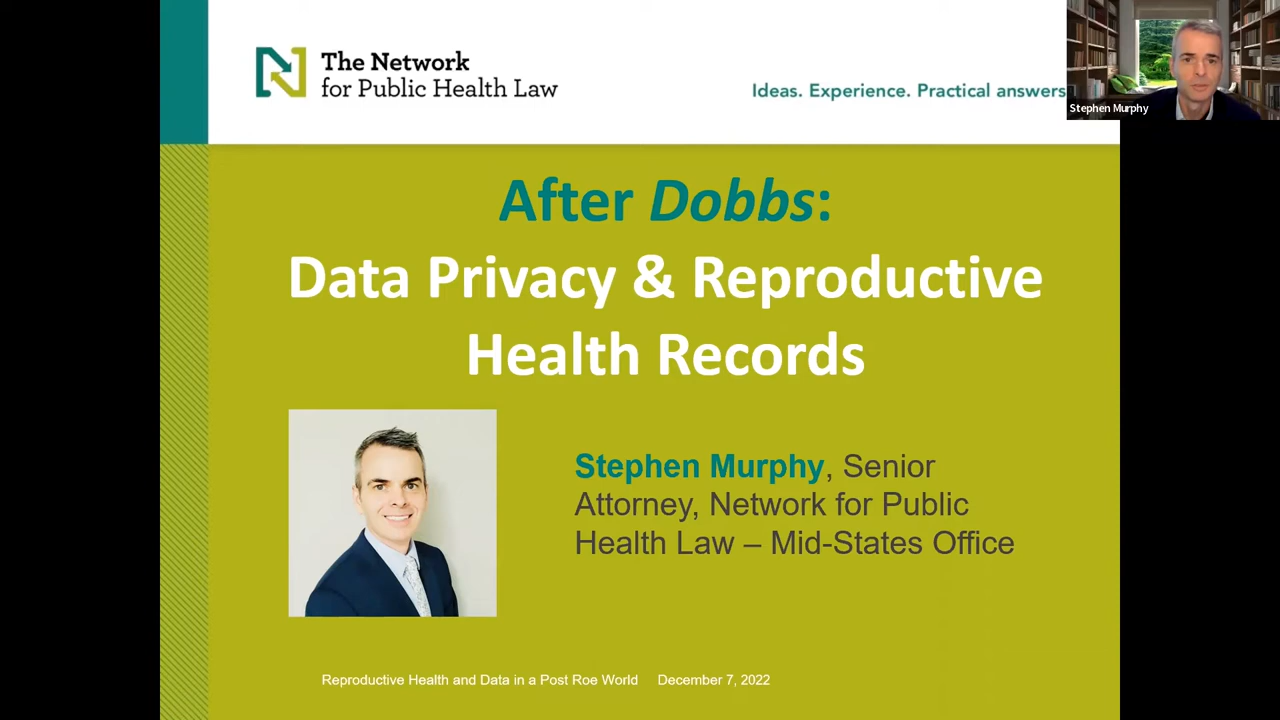 The Network
for Public Health Law
Ideas. Experience. Practical answers
Stephen Murphy
After Dobbs:
Data Privacy & Reproductive
Health Records
Stephen Murphy, Senior
Attorney, Network for Public
Health Law – Mid-States Office
Reproductive Health and Data in a Post Roe World December 7, 2022